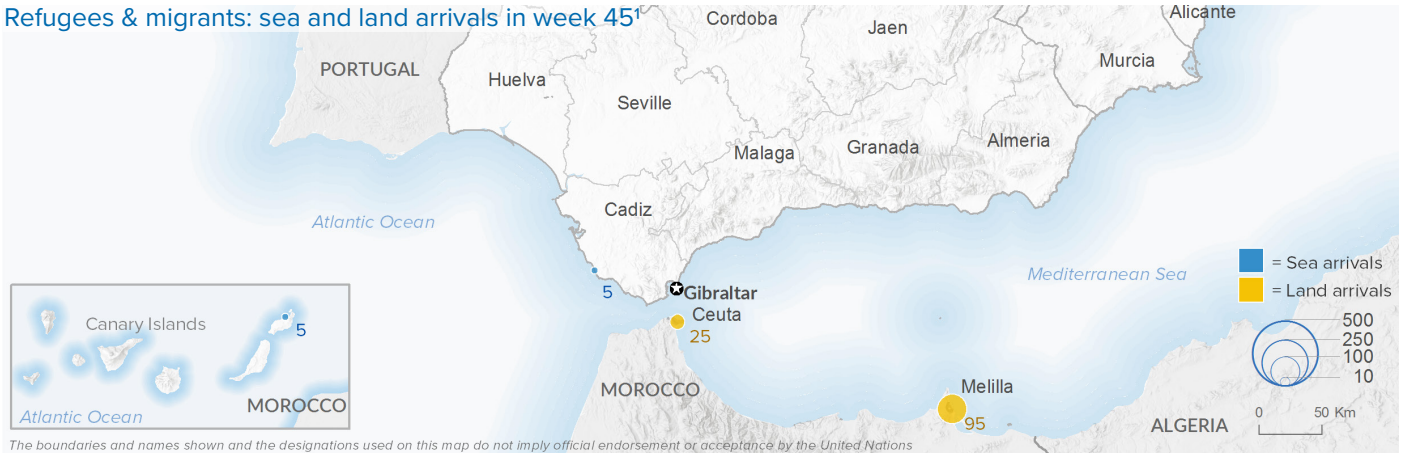 Refugees & migrants: sea and land arrivals in week 45¹
Cordoba
Alicante
Jaen
PORTUGAL
Huelva
Murcia
Seville
Malaga
Granada
Almeria
Cadiz
Atlantic Ocean
Mediterranean Sea
= Sea arrivals
5
Gibraltar
= Land arrivals
Ceuta
25
Canary Islands
5
500
250
100
10
MOROCCO
Melilla
95
MOROCCO
Atlantic Ocean
0 50 Km
ALGERIA
The boundaries and names shown and the designations used on this map do not imply official endorsement or acceptance by the United Nations